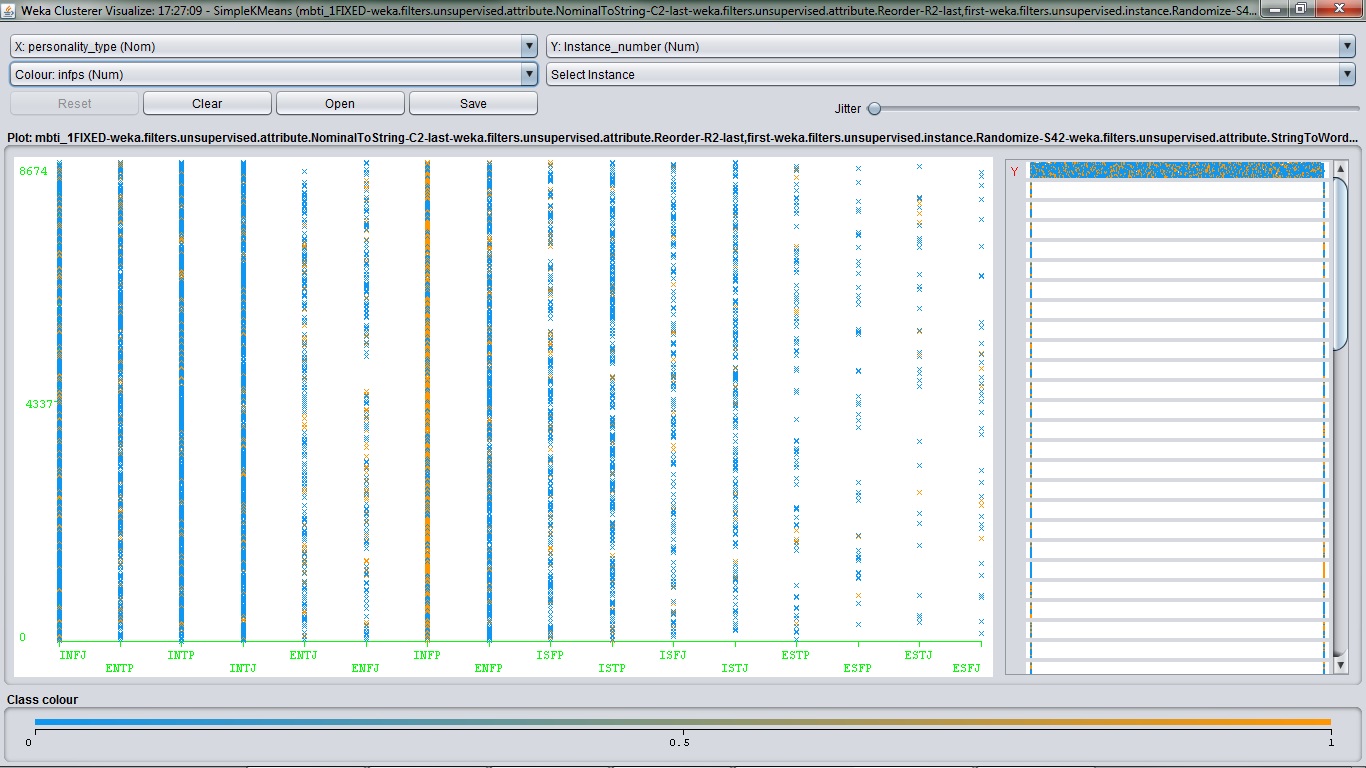 Weka Clusterer Visualize: 17:27:09 - SimpleKMeans (mbti_1FIXED-weka.filters.unsupervised.attribute.NominalToString-C2-last-weka.filters.unsupervised.attribute.Reorder-R2-last,first-weka.filters.unsupervised.instance.Randomize-S4...
X: personality_type (Nom) Y: Instance_number (Num)
Colour: infps (Num) Select Instance
Reset Clear Open Save Jitter
Plot: mbti_1FIXED-weka.filters.unsupervised.attribute.NominalToString-C2-last-weka.filters.unsupervised.attribute.Reorder-R2-last,first-weka.filters.unsupervised.instance.Randomize-S42-weka.filters.unsupervised.attribute.StringToWord...
8674 Y
4337
0
INFJ INTP ENTJ INFP ISFP ISFJ ESTP ESTJ
ENTP INTJ ENFJ ENFP ISTP ISTJ ESFP ESFJ
Class colour
0 0.5 1